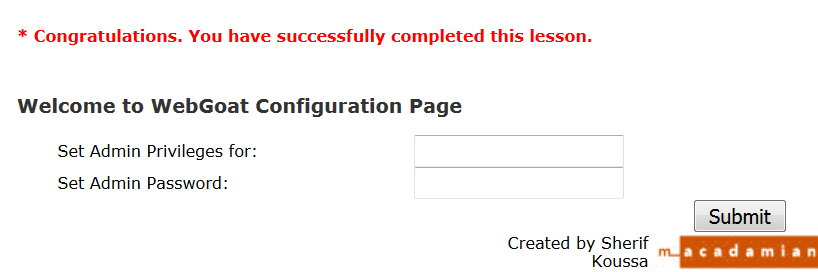 * Congratulations. You have successfully completed this lesson.
Welcome to WebGoat Configuration Page
Set Admin Privileges for:
Set Admin Password:
Submit
Created by Sherif
Koussa
m_acadamian